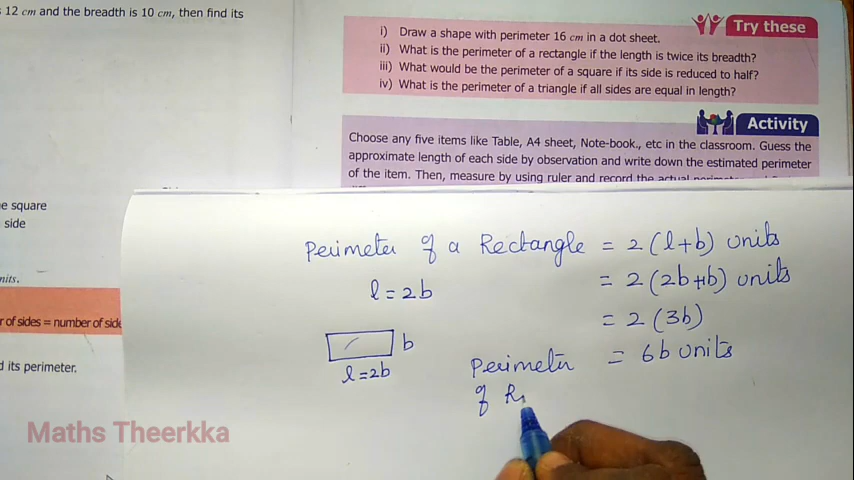 12 cm and the breadth is 10 cm, then find its
Try these
i) Draw a shape with perimeter 16 cm in a dot sheet.
ii) What is the perimeter of a rectangle if the length is twice its breadth?
iii) What would be the perimeter of a square if its side is reduced to half?
iv) What is the perimeter of a triangle if all sides are equal in length?
Activity
Choose any five items like Table, A4 sheet, Note-book., etc in the classroom. Guess the
approximate length of each side by observation and write down the estimated perimeter
of the item. Then, measure by using ruler and record the actual
e square
side
nits.
r of sides = number of side
d its perimeter.
Perimeter of a Rectangle = 2(l+b) units
l = 2b
= 2(2b+b) units
= 2(3b)
b
l = 2b
Perimeter = 6b units
of R
Maths Theerkka